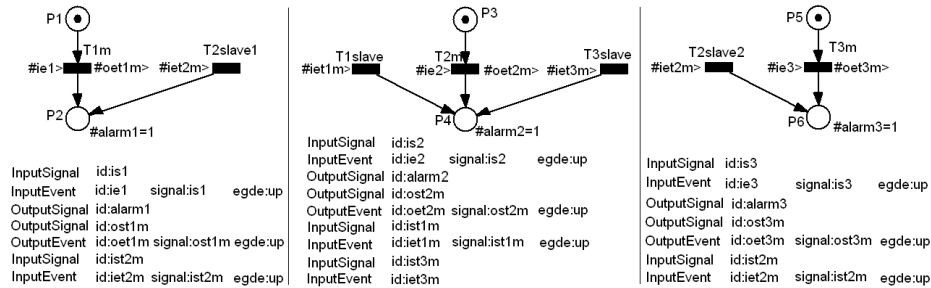 P1
T1m
T2slave1
#ie1>
#oet1m>
#iet2m>
P2
#alarm1=1
InputSignal id:is1
InputEvent id:ie1 signal:is1 egde:up
OutputSignal id:alarm1
OutputSignal id:ost1m
OutputEvent id:oet1m signal:ost1m egde:up
InputSignal id:ist2m
InputEvent id:iet2m signal:ist2m egde:up
P3
T1slave
T2m
T3slave
#iet1m>
#ie2>
#oet2m>
#iet3m>
P4
#alarm2=1
InputSignal id:is2
InputEvent id:ie2 signal:is2 egde:up
OutputSignal id:alarm2
OutputSignal id:ost2m
OutputEvent id:oet2m signal:ost2m egde:up
InputSignal id:ist1m
InputEvent id:iet1m signal:ist1m egde:up
InputSignal id:ist3m
InputEvent id:iet3m
P5
T2slave2
T3m
#iet2m>
#ie3>
#oet3m>
P6
#alarm3=1
InputSignal id:is3
InputEvent id:ie3 signal:is3 egde:up
OutputSignal id:alarm3
OutputSignal id:ost3m
OutputEvent id:oet3m signal:ost3m egde:up
InputSignal id:ist2m
InputEvent id:iet2m signal:ist2m egde:up